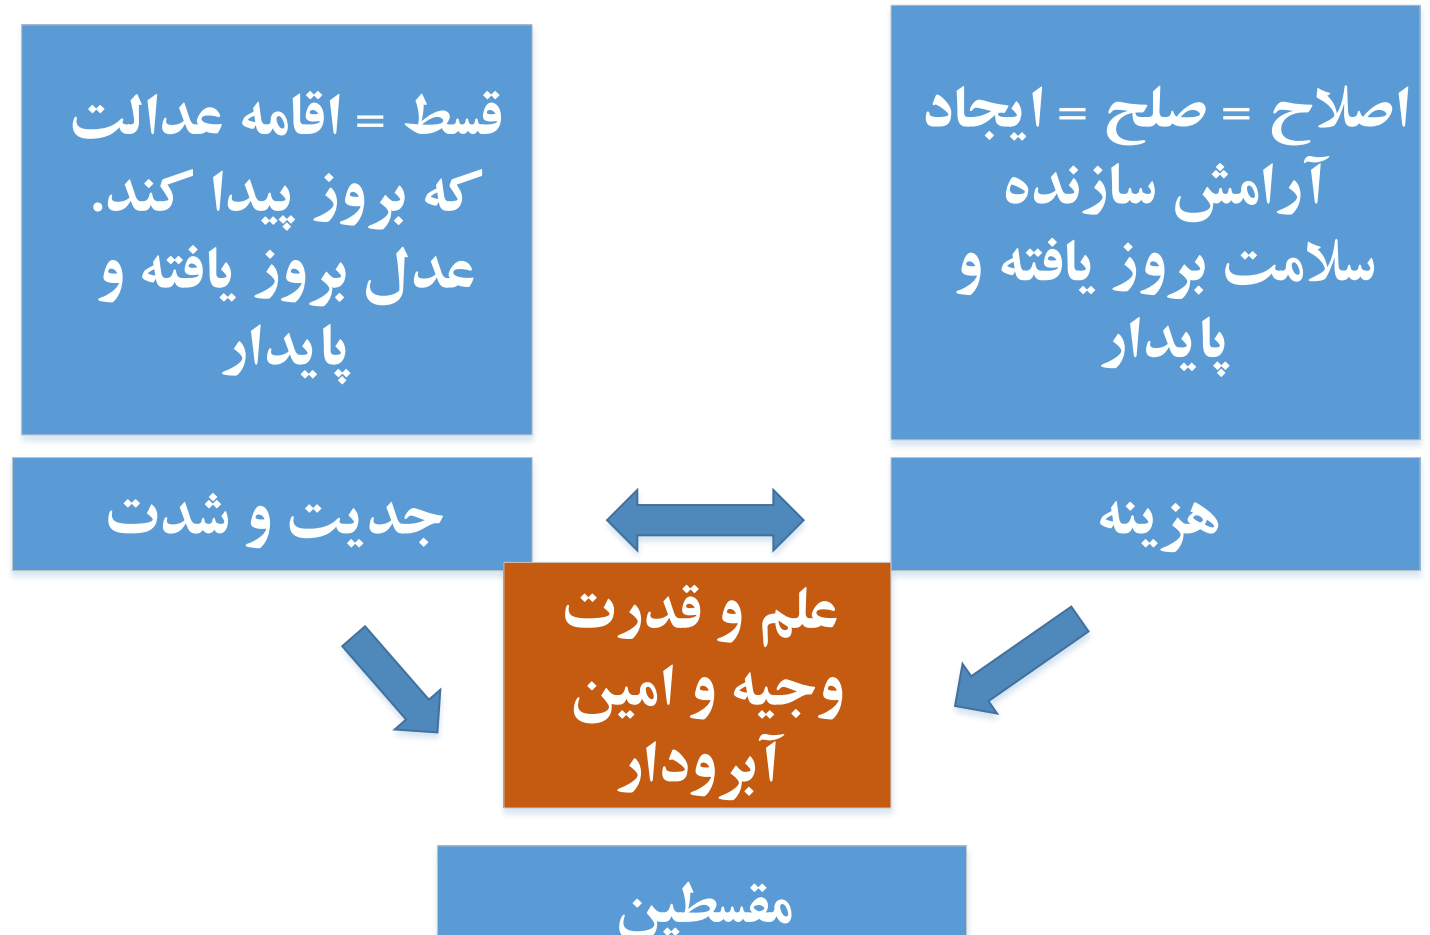 اصلاح = صلح = ایجاد
آرامش سازنده
سلامت بروز یافته و
پایدار
قسط = اقامه عدالت
که بروز پیدا کند.
عدل بروز یافته و
پایدار
هزینه
جدیت و شدت
علم و قدرت
وجیه و امین
آبرودار
مقسطین